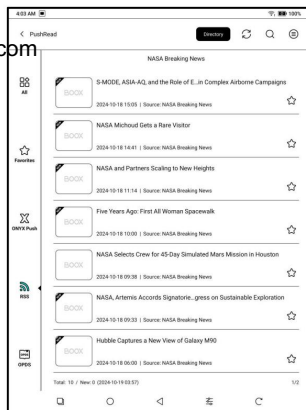 4:03 AM 100%
PushRead Directory
com
NASA Breaking News
All
Favorites
ONYX Push
RSS
OPDS
BOOX
S-MODE, ASIA-AQ, and the Role of E...in Complex Airborne Campaigns
2024-10-18 15:05 | Source: NASA Breaking News
BOOX
NASA Michoud Gets a Rare Visitor
2024-10-18 14:41 | Source: NASA Breaking News
BOOX
NASA and Partners Scaling to New Heights
2024-10-18 11:14 | Source: NASA Breaking News
BOOX
Five Years Ago: First All Woman Spacewalk
2024-10-18 10:00 | Source: NASA Breaking News
BOOX
NASA Selects Crew for 45-Day Simulated Mars Mission in Houston
2024-10-18 09:38 | Source: NASA Breaking News
BOOX
NASA, Artemis Accords Signatorie...gress on Sustainable Exploration
2024-10-18 09:33 | Source: NASA Breaking News
BOOX
Hubble Captures a New View of Galaxy M90
2024-10-18 06:00 | Source: NASA Breaking News
Total: 10 / New: 0 (2024-10-19 03:57) 1/2